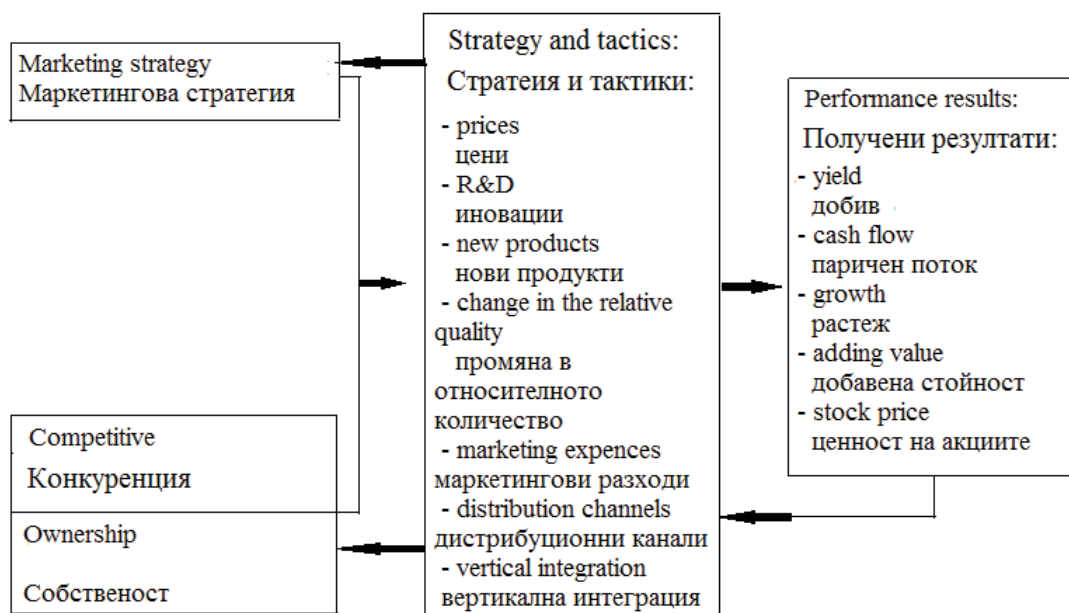 Marketing strategy
Маркетингова стратегия
Competitive
Конкуренция
Ownership
Собственост
Strategy and tactics:
Стратеия и тактики:
- prices
цени
- R&D
иновации
- new products
нови продукти
- change in the relative
quality
промяна в
относителното
количество
- marketing expences
маркетингови разходи
- distribution channels
дистрибуционни канали
- vertical integration
вертикална интеграция
Performance results:
Получени резултати:
- yield
добив
- cash flow
паричен поток
- growth
растеж
- adding value
добавена стойност
- stock price
ценност на акциите